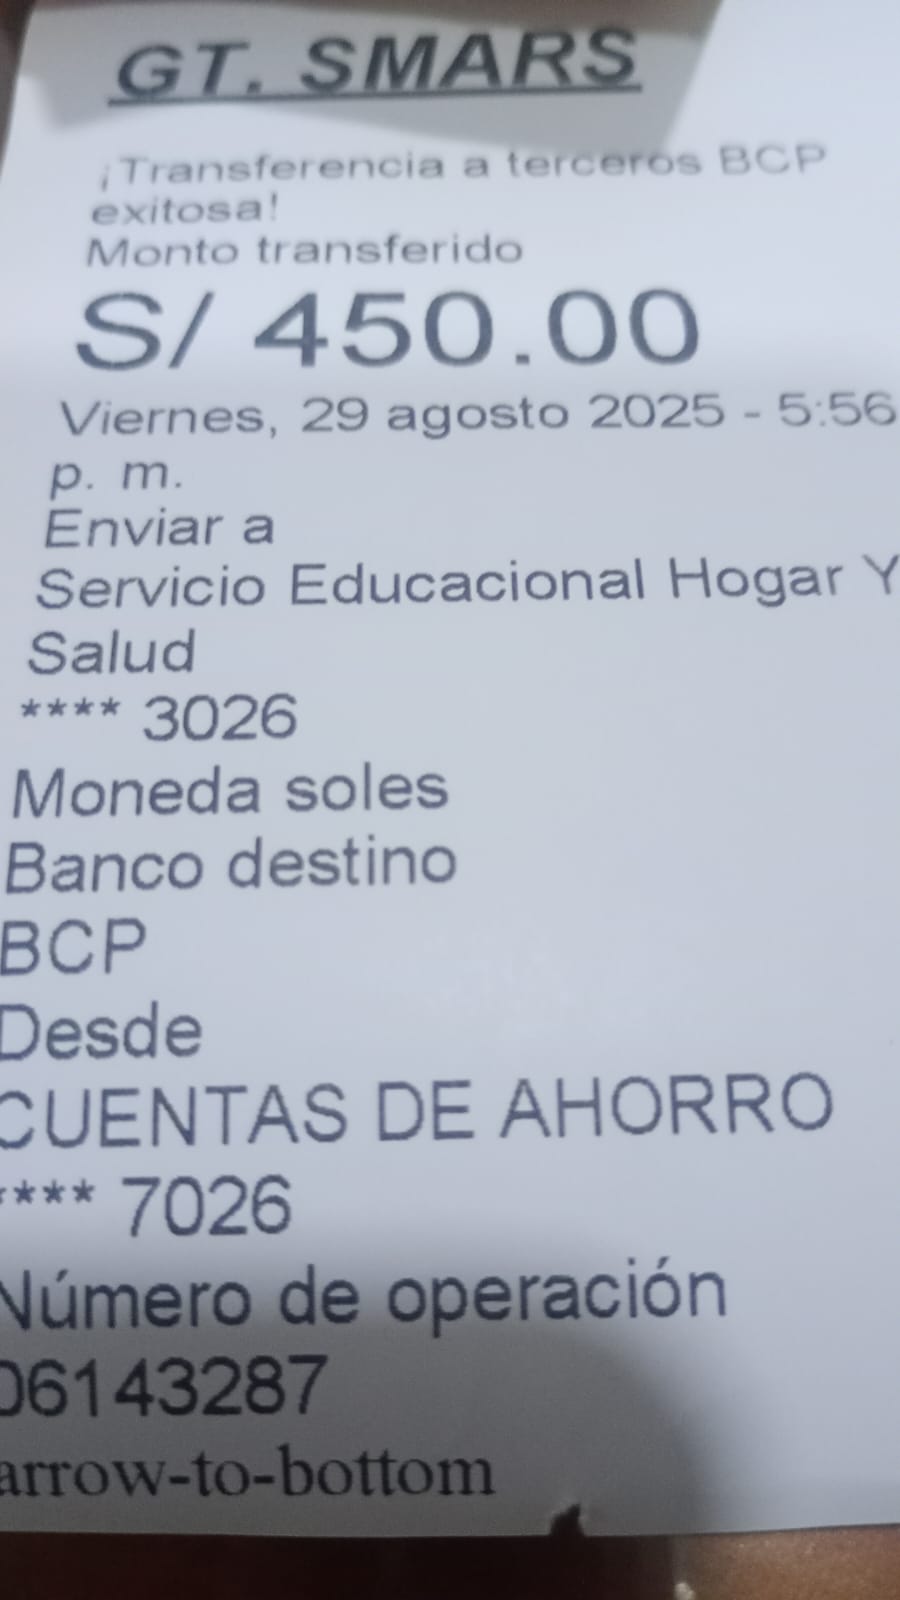 GT. SMARS
¡Transferencia a terceros BCP
exitosa!
Monto transferido
S/ 450.00
Viernes, 29 agosto 2025 - 5:56
p. m.
Enviar a
Servicio Educacional Hogar Y
Salud
**** 3026
Moneda soles
Banco destino
BCP
Desde
CUENTAS DE AHORRO
**** 7026
Número de operación
06143287
arrow-to-bottom